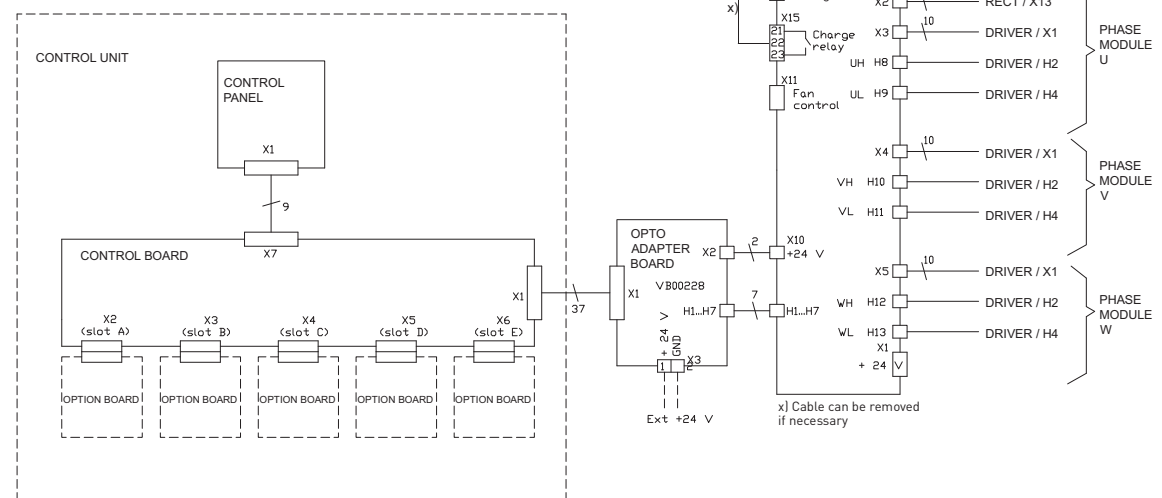 CONTROL UNIT
CONTROL
PANEL
X1
9
X7
CONTROL BOARD
X1
37
X2
(slot A)
X3
(slot B)
X4
(slot C)
X5
(slot D)
X6
(slot E)
OPTION BOARD
OPTION BOARD
OPTION BOARD
OPTION BOARD
OPTION BOARD
OPTO
ADAPTER
BOARD
VB00228
X1
X2
2
H1...H7
7
+ 24 V
GND
1
2
X3
Ext +24 V
x)
X15
21
22
23
Charge
relay
X11
Fan
control
X10
+24 V
H1...H7
X2
RECT / X13
X3
10
DRIVER / X1
UH H8
DRIVER / H2
UL H9
DRIVER / H4
PHASE
MODULE
U
X4
10
DRIVER / X1
VH H10
DRIVER / H2
VL H11
DRIVER / H4
PHASE
MODULE
V
X5
10
DRIVER / X1
WH H12
DRIVER / H2
WL H13
DRIVER / H4
PHASE
MODULE
W
X1
+ 24 V
x) Cable can be removed
if necessary